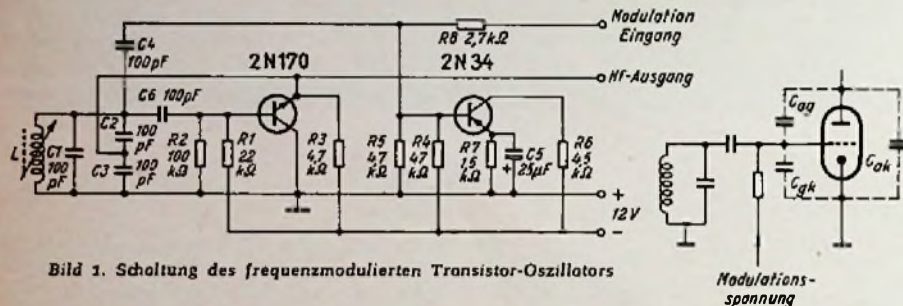 Modulation
Eingang
R8 2,7kΩ
C4
100pF
2N170
2N34
HF-Ausgang
C6 100pF
L
C1
100
pF
C2
100
pF
C3
100
pF
R2
100
kΩ
R1
22
kΩ
R3
4,7
kΩ
R5
47
kΩ
R4
47
kΩ
R7
1,5
kΩ
C5
25µF
R6
4,5
kΩ
+
+
12V
−
Cag
Cgk
Cak
Modulations-
spannung
Bild 1. Schaltung des frequenzmodulierten Transistor-Oszillators